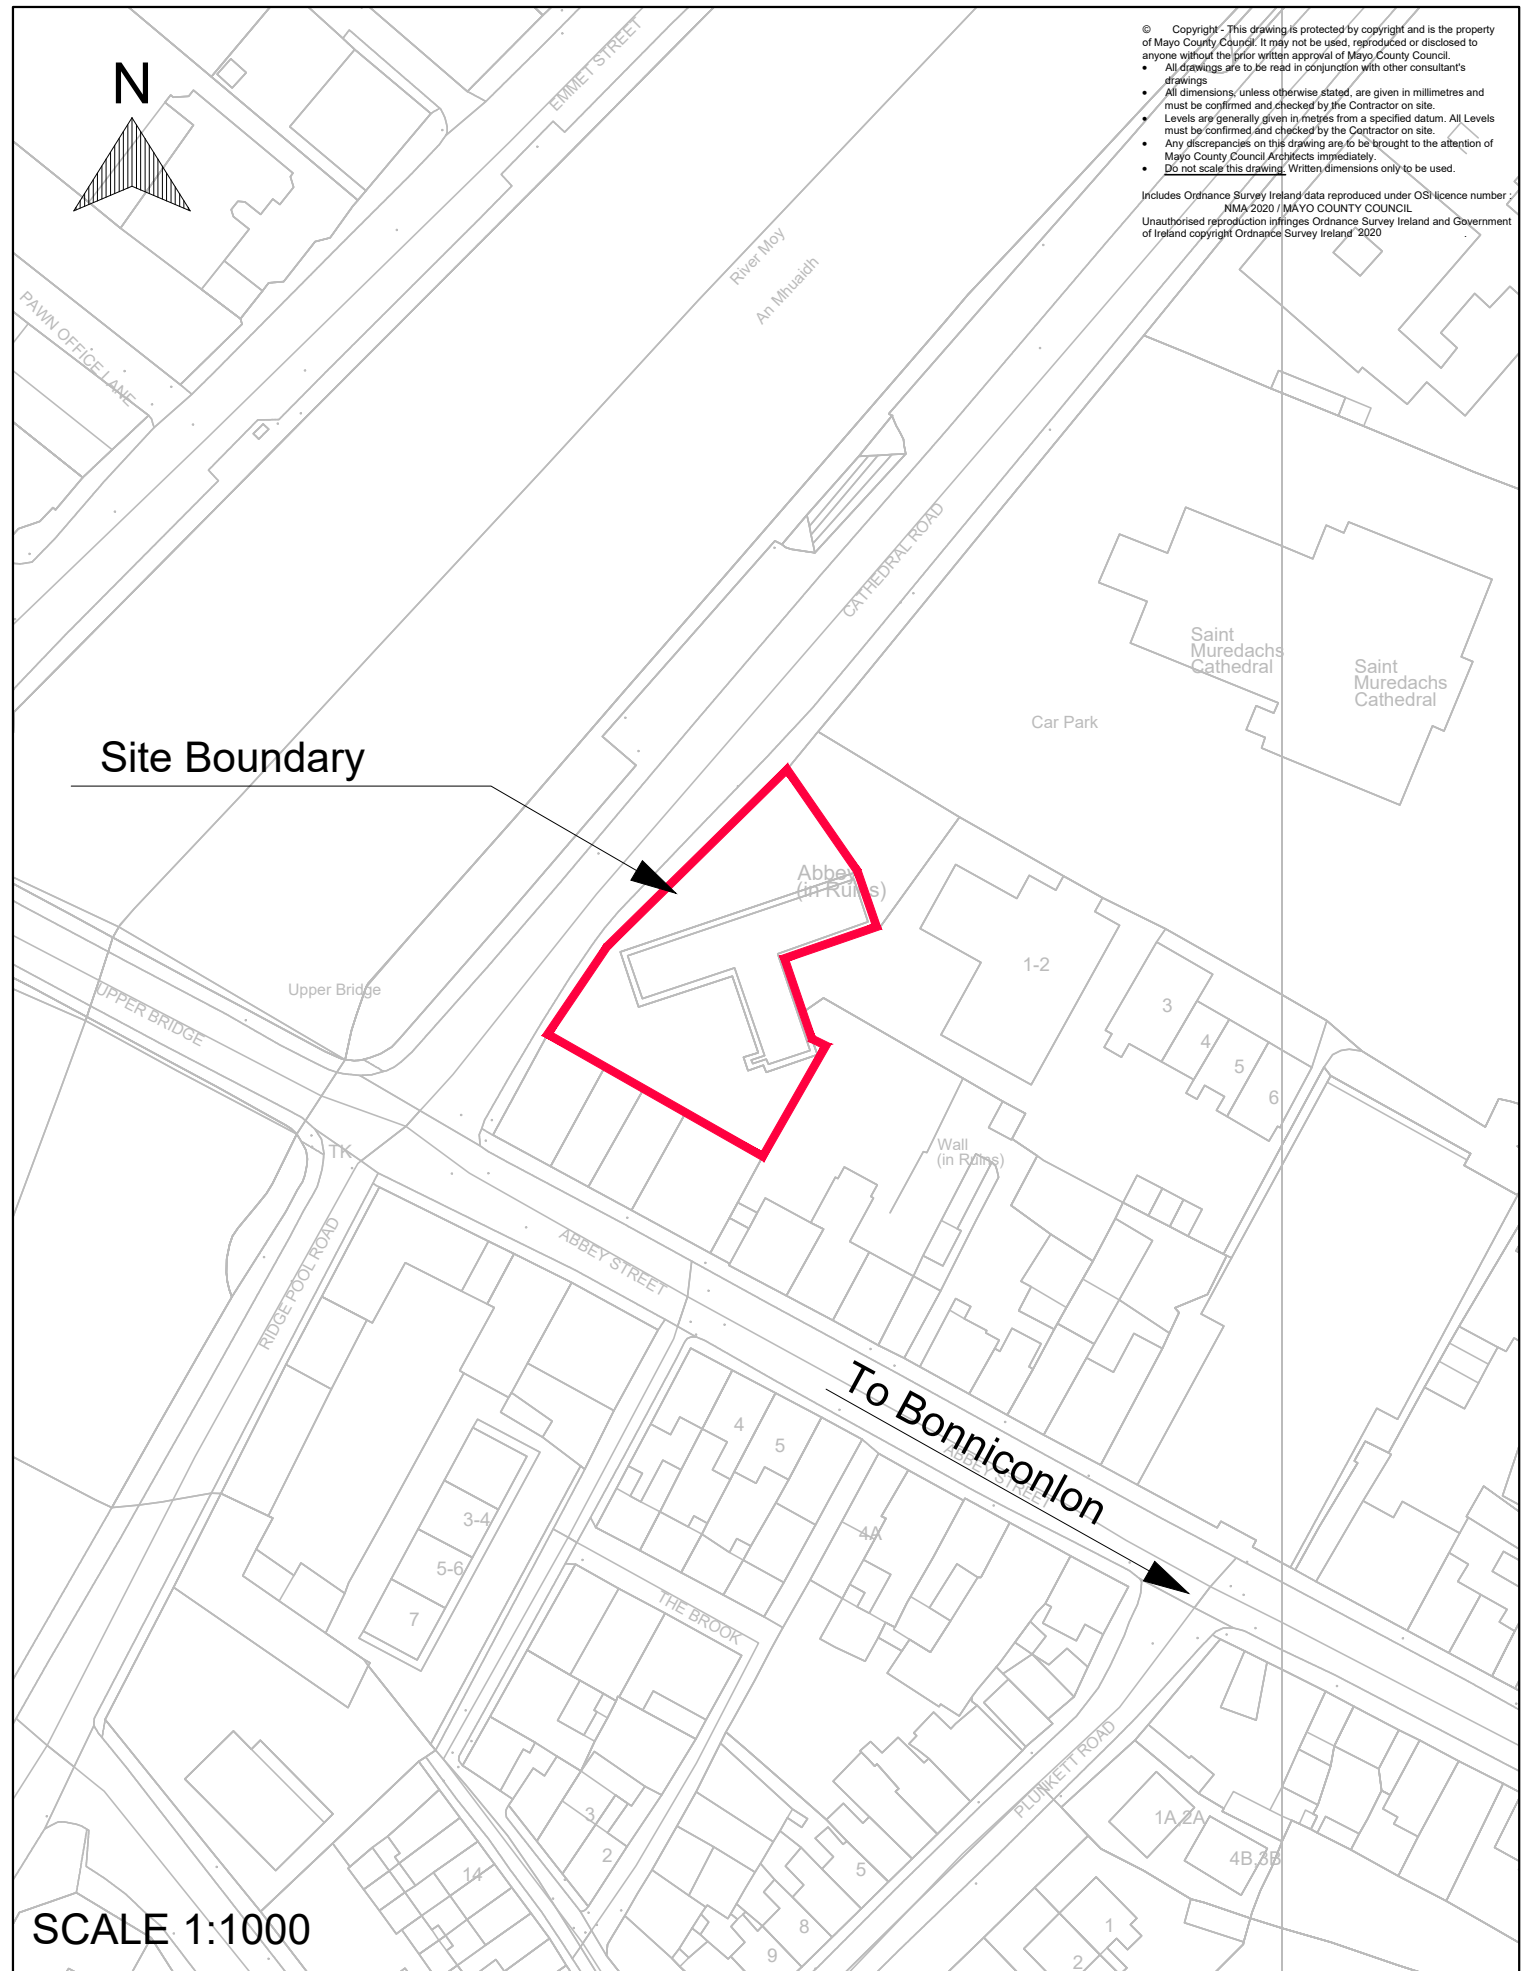 © Copyright - This drawing is protected by copyright and is the property
of Mayo County Council. It may not be used, reproduced or disclosed to
anyone without the prior written approval of Mayo County Council.
• All drawings are to be read in conjunction with other consultant's
drawings
• All dimensions, unless otherwise stated, are given in millimetres and
must be confirmed and checked by the Contractor on site.
• Levels are generally given in metres from a specified datum. All Levels
must be confirmed and checked by the Contractor on site.
• Any discrepancies on this drawing are to be brought to the attention of
Mayo County Council Architects immediately.
• Do not scale this drawing. Written dimensions only to be used.
Includes Ordnance Survey Ireland data reproduced under OSi licence number :
NMA 2020 / MAYO COUNTY COUNCIL
Unauthorised reproduction infringes Ordnance Survey Ireland and Government
of Ireland copyright Ordnance Survey Ireland 2020 .
N
EMMET STREET
River Moy
An Mhuaidh
PAWN OFFICE LANE
CATHEDRAL ROAD
Saint
Muredachs
Cathedral
Saint
Muredachs
Cathedral
Car Park
Site Boundary
Abbey
(in Ruins)
1-2
3
4
5
6
Upper Bridge
UPPER BRIDGE
TK
Wall
(in Ruins)
RIDGE POOL ROAD
ABBEY STREET
To Bonniconlon
ABBEY STREET
4
5
4A
3-4
5-6
7
THE BROOK
PLUNKETT ROAD
1A,2A
4B,3B
3
2
14
5
8
9
1
2
SCALE 1:1000